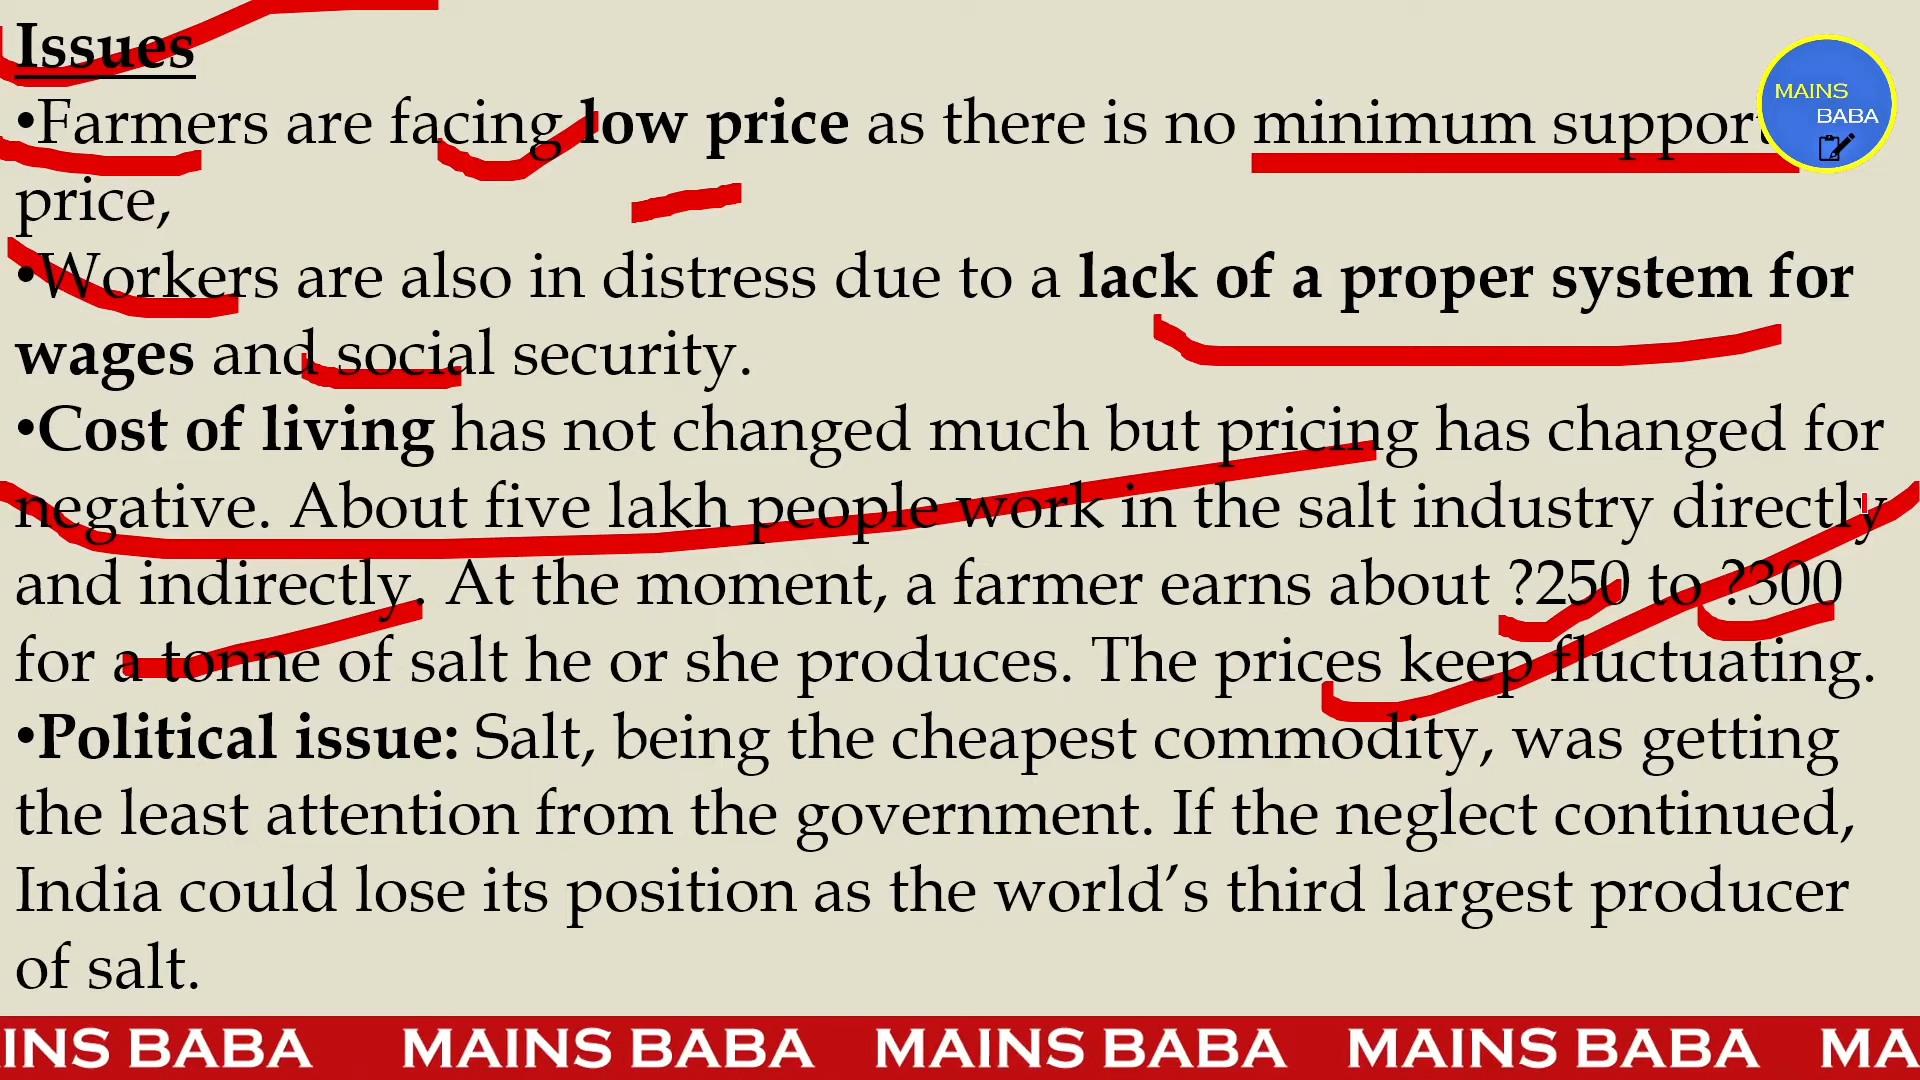 Issues
•Farmers are facing low price as there is no minimum support
price,
•Workers are also in distress due to a lack of a proper system for
wages and social security.
•Cost of living has not changed much but pricing has changed for
negative. About five lakh people work in the salt industry directly
and indirectly. At the moment, a farmer earns about ?250 to ?300
for a tonne of salt he or she produces. The prices keep fluctuating.
•Political issue: Salt, being the cheapest commodity, was getting
the least attention from the government. If the neglect continued,
India could lose its position as the world’s third largest producer
of salt.
MAINS
BABA
INS BABA MAINS BABA MAINS BABA MAINS BABA MA